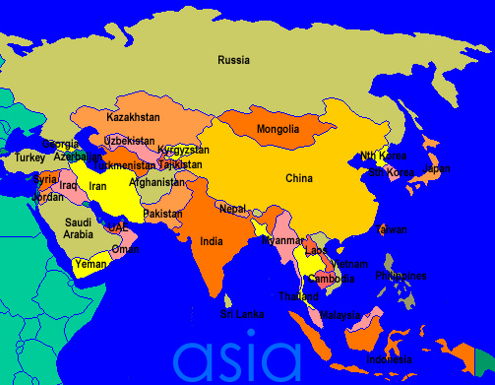 Russia
Kazakhstan
Mongolia
Georgia
Uzbekistan
Kyrgyzstan
Turkey
Azerbaijan
Turkmenistan
Tajikistan
Nth Korea
Sth Korea
Japan
Syria
Iraq
Iran
Afghanistan
China
Jordan
Pakistan
Nepal
Saudi
Arabia
UAE
Oman
India
Myanmar
Laos
Taiwan
Yemen
Vietnam
Cambodia
Philippines
Thailand
Sri Lanka
Malaysia
Indonesia
asia